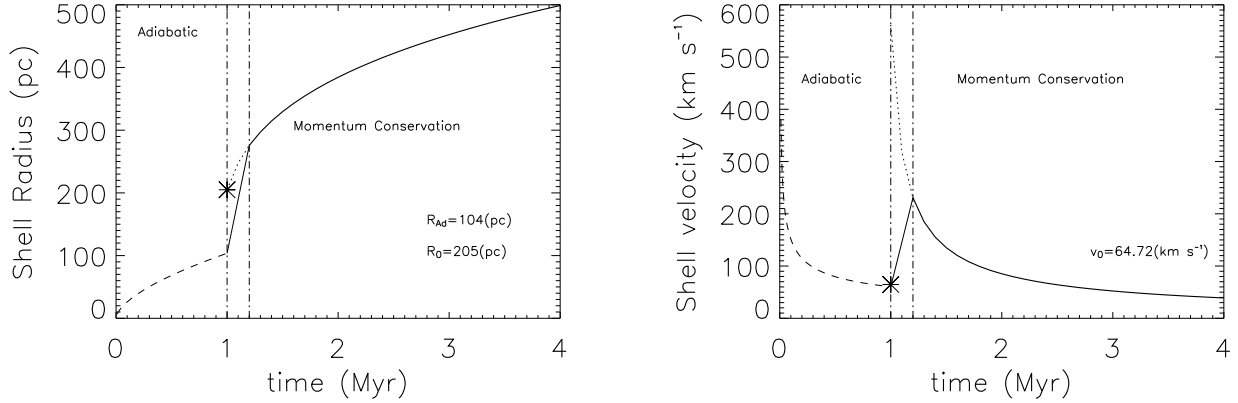 500
400
300
200
100
0
Shell Radius (pc)
Adiabatic
Momentum Conservation
R_Ad=104(pc)
R_0=205(pc)
0 1 2 3 4
time (Myr)
600
500
400
300
200
100
0
Shell velocity (km s⁻¹)
Adiabatic
Momentum Conservation
v_0=64.72(km s⁻¹)
0 1 2 3 4
time (Myr)